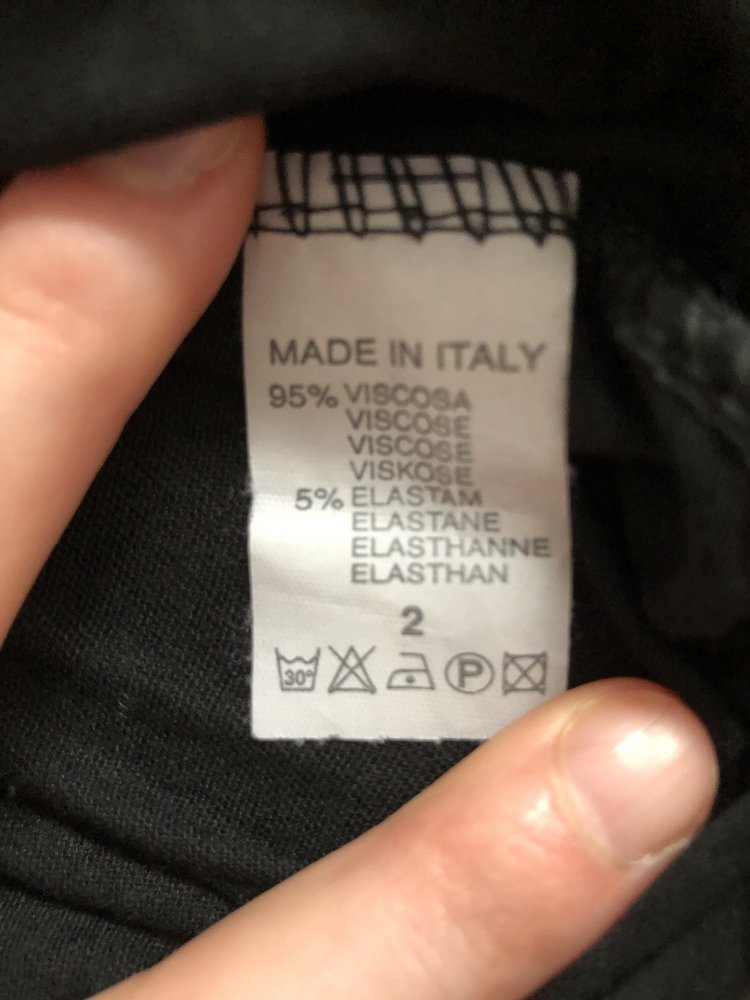 MADE IN ITALY
95% VISCOSA
VISCOSE
VISCOSE
VISKOSE
5% ELASTAM
ELASTANE
ELASTHANNE
ELASTHAN
2
30° P